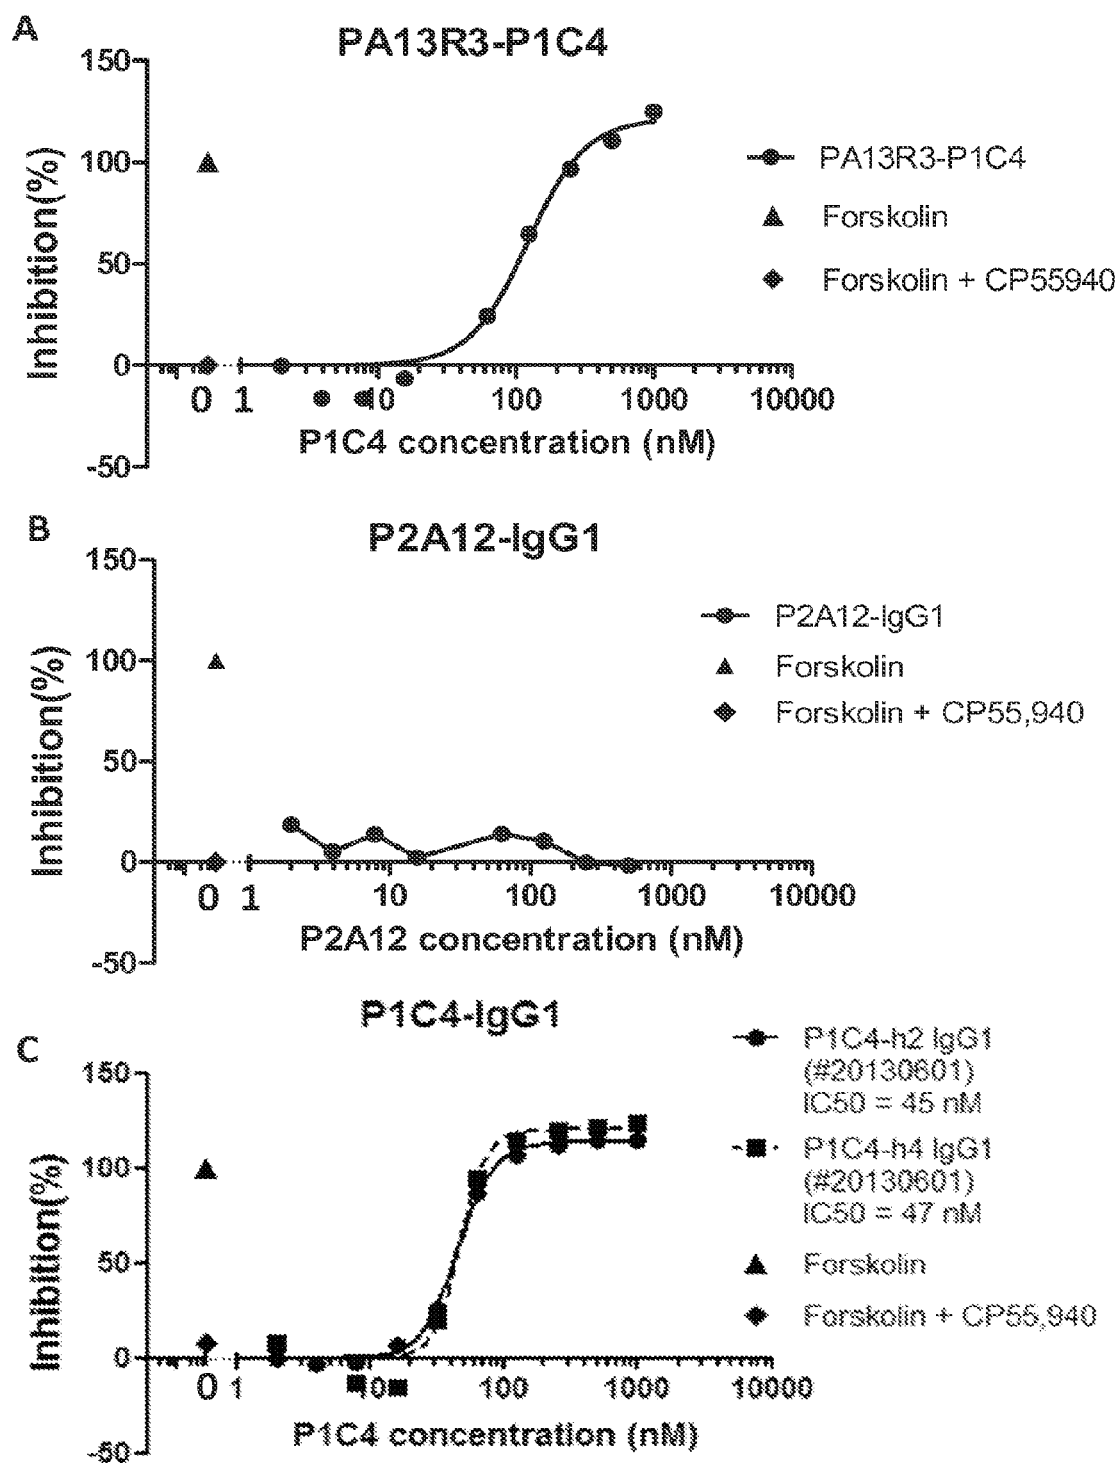 A
PA13R3-P1C4
150
100
50
0
-50
Inhibition(%)
0 1 10 100 1000 10000
P1C4 concentration (nM)
PA13R3-P1C4
Forskolin
Forskolin + CP55940
B
P2A12-IgG1
150
100
50
0
-50
Inhibition(%)
0 1 10 100 1000 10000
P2A12 concentration (nM)
P2A12-IgG1
Forskolin
Forskolin + CP55,940
C
P1C4-IgG1
150
100
50
0
-50
Inhibition(%)
0 1 10 100 1000 10000
P1C4 concentration (nM)
P1C4-h2 IgG1
(#20130601)
IC50 = 45 nM
P1C4-h4 IgG1
(#20130601)
IC50 = 47 nM
Forskolin
Forskolin + CP55,940